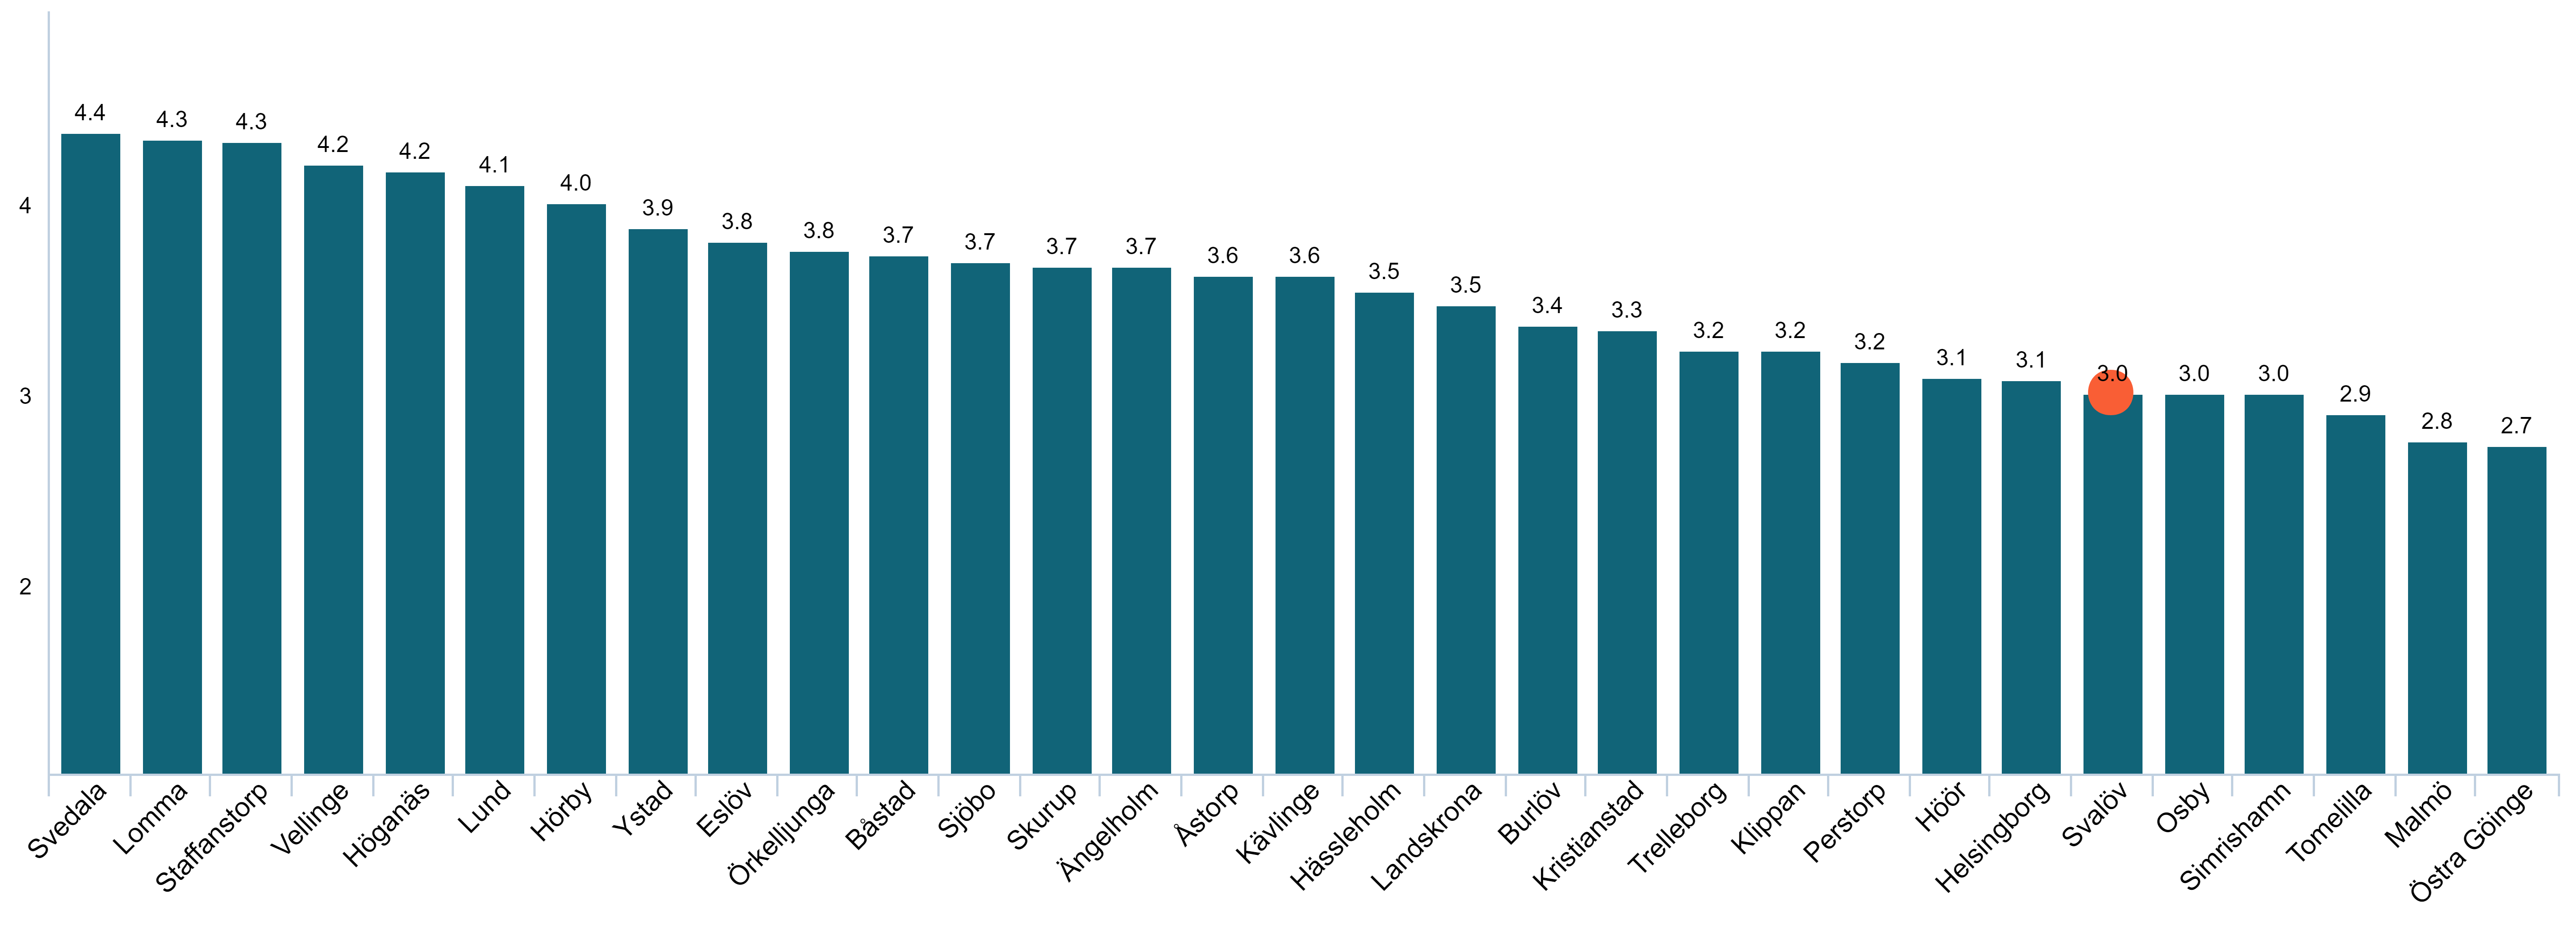 4.4
4.3
4.3
4.2
4.2
4.1
4.0
3.9
3.8
3.8
3.7
3.7
3.7
3.7
3.6
3.6
3.5
3.5
3.4
3.3
3.2
3.2
3.2
3.1
3.1
3.0
3.0
3.0
2.9
2.8
2.7
4
3
2
Svedala
Lomma
Staffanstorp
Vellinge
Höganäs
Lund
Hörby
Ystad
Eslöv
Örkelljunga
Båstad
Sjöbo
Skurup
Ängelholm
Åstorp
Kävlinge
Hässleholm
Landskrona
Burlöv
Kristianstad
Trelleborg
Klippan
Perstorp
Höör
Helsingborg
Svalöv
Osby
Simrishamn
Tomelilla
Malmö
Östra Göinge